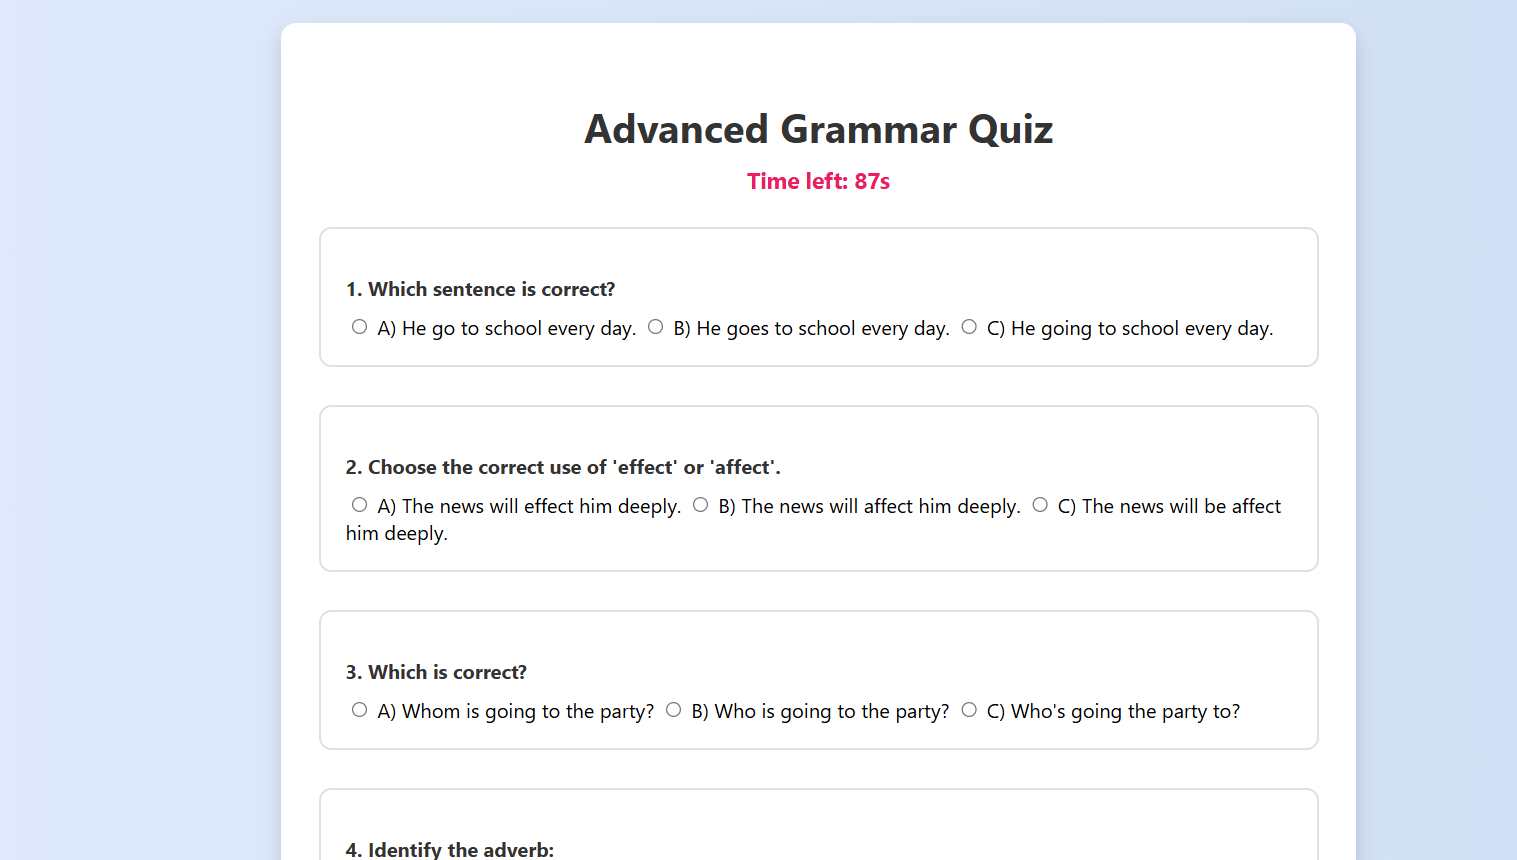 Advanced Grammar Quiz
Time left: 87s
1. Which sentence is correct?
A) He go to school every day. B) He goes to school every day. C) He going to school every day.
2. Choose the correct use of 'effect' or 'affect'.
A) The news will effect him deeply. B) The news will affect him deeply. C) The news will be affect
him deeply.
3. Which is correct?
A) Whom is going to the party? B) Who is going to the party? C) Who's going the party to?
4. Identify the adverb: